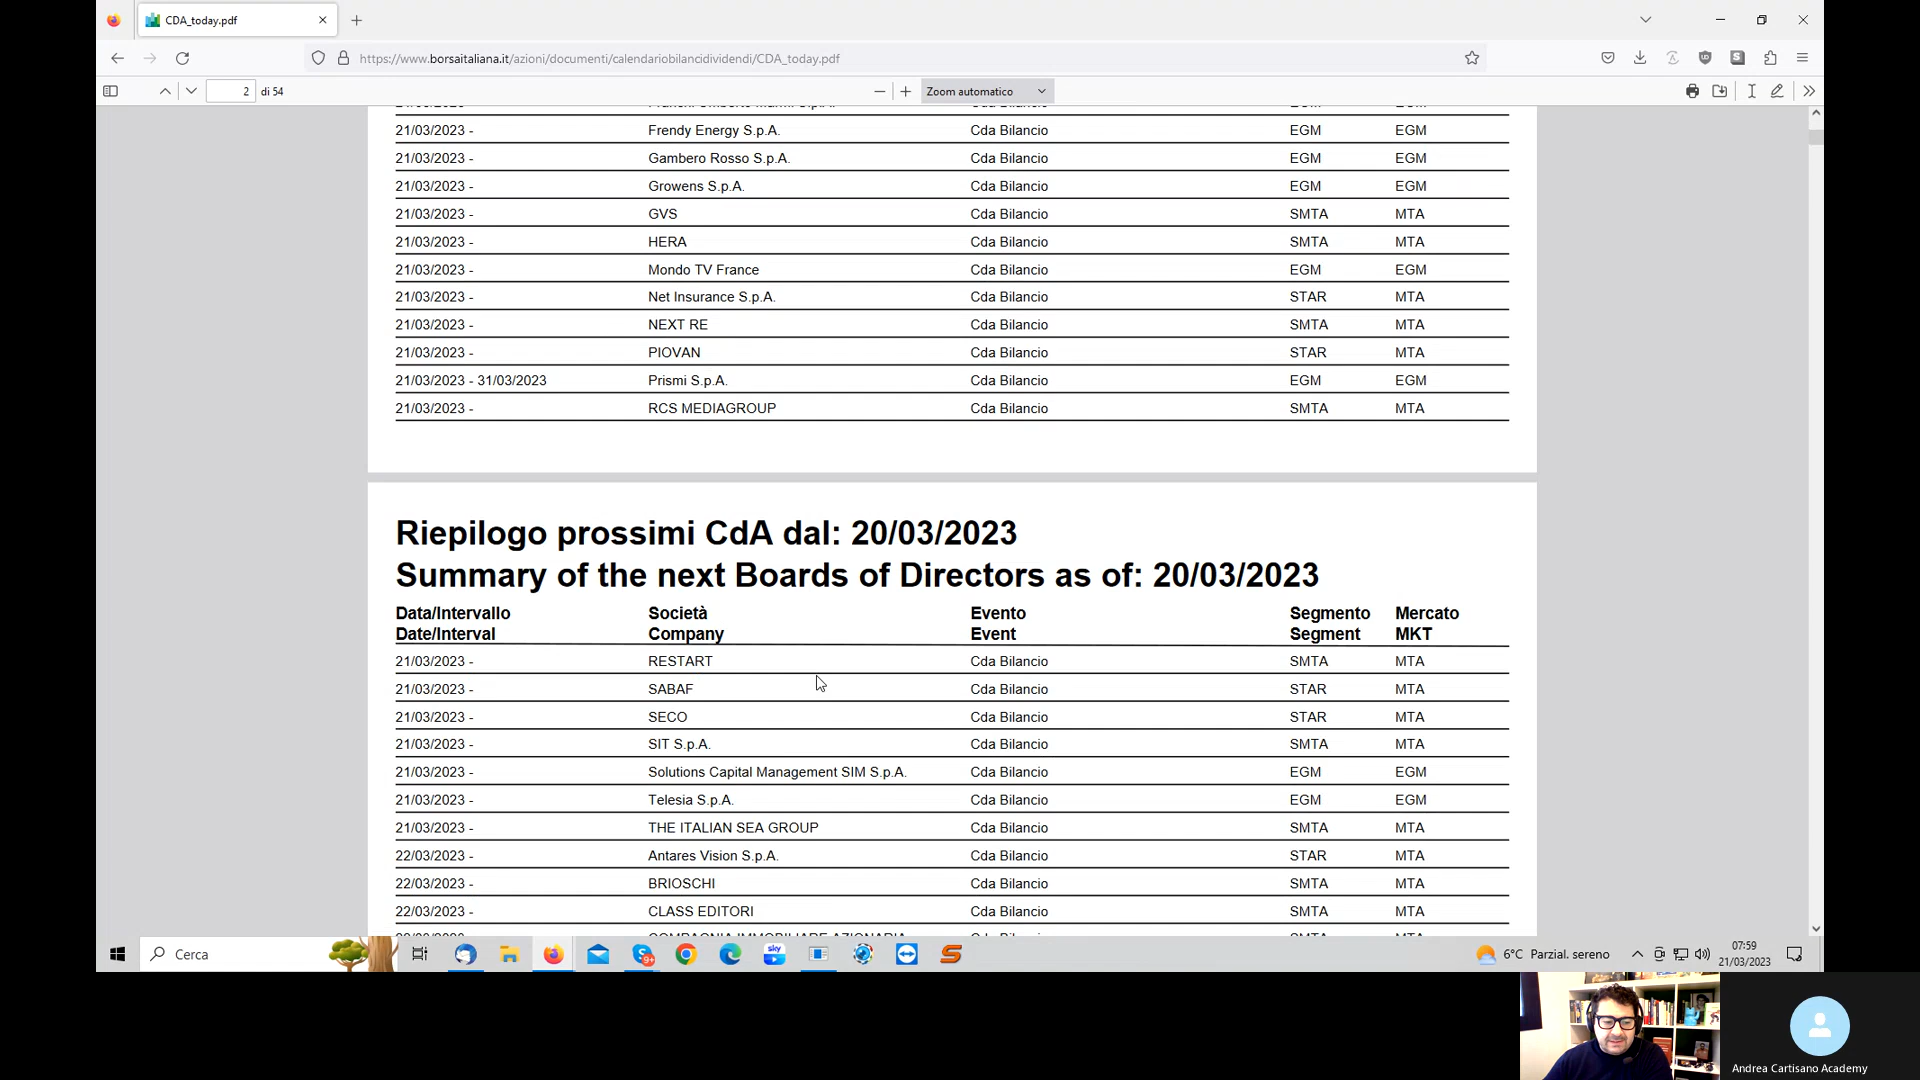 CDA_today.pdf
https://www.borsaitaliana.it/azioni/documenti/calendariobilancidividendi/CDA_today.pdf
2 di 54 Zoom automatico
21/03/2023 - Frendy Energy S.p.A. Cda Bilancio EGM EGM
21/03/2023 - Gambero Rosso S.p.A. Cda Bilancio EGM EGM
21/03/2023 - Growens S.p.A. Cda Bilancio EGM EGM
21/03/2023 - GVS Cda Bilancio SMTA MTA
21/03/2023 - HERA Cda Bilancio SMTA MTA
21/03/2023 - Mondo TV France Cda Bilancio EGM EGM
21/03/2023 - Net Insurance S.p.A. Cda Bilancio STAR MTA
21/03/2023 - NEXT RE Cda Bilancio SMTA MTA
21/03/2023 - PIOVAN Cda Bilancio STAR MTA
21/03/2023 - 31/03/2023 Prismi S.p.A. Cda Bilancio EGM EGM
21/03/2023 - RCS MEDIAGROUP Cda Bilancio SMTA MTA
Riepilogo prossimi CdA dal: 20/03/2023
Summary of the next Boards of Directors as of: 20/03/2023
Data/Intervallo Società Evento Segmento Mercato
Date/Interval Company Event Segment MKT
21/03/2023 - RESTART Cda Bilancio SMTA MTA
21/03/2023 - SABAF Cda Bilancio STAR MTA
21/03/2023 - SECO Cda Bilancio STAR MTA
21/03/2023 - SIT S.p.A. Cda Bilancio SMTA MTA
21/03/2023 - Solutions Capital Management SIM S.p.A. Cda Bilancio EGM EGM
21/03/2023 - Telesia S.p.A. Cda Bilancio EGM EGM
21/03/2023 - THE ITALIAN SEA GROUP Cda Bilancio SMTA MTA
22/03/2023 - Antares Vision S.p.A. Cda Bilancio STAR MTA
22/03/2023 - BRIOSCHI Cda Bilancio SMTA MTA
22/03/2023 - CLASS EDITORI Cda Bilancio SMTA MTA
Cerca
sky
9+
6°C Parzial. sereno
07:59
21/03/2023
Andrea Cartisano Academy